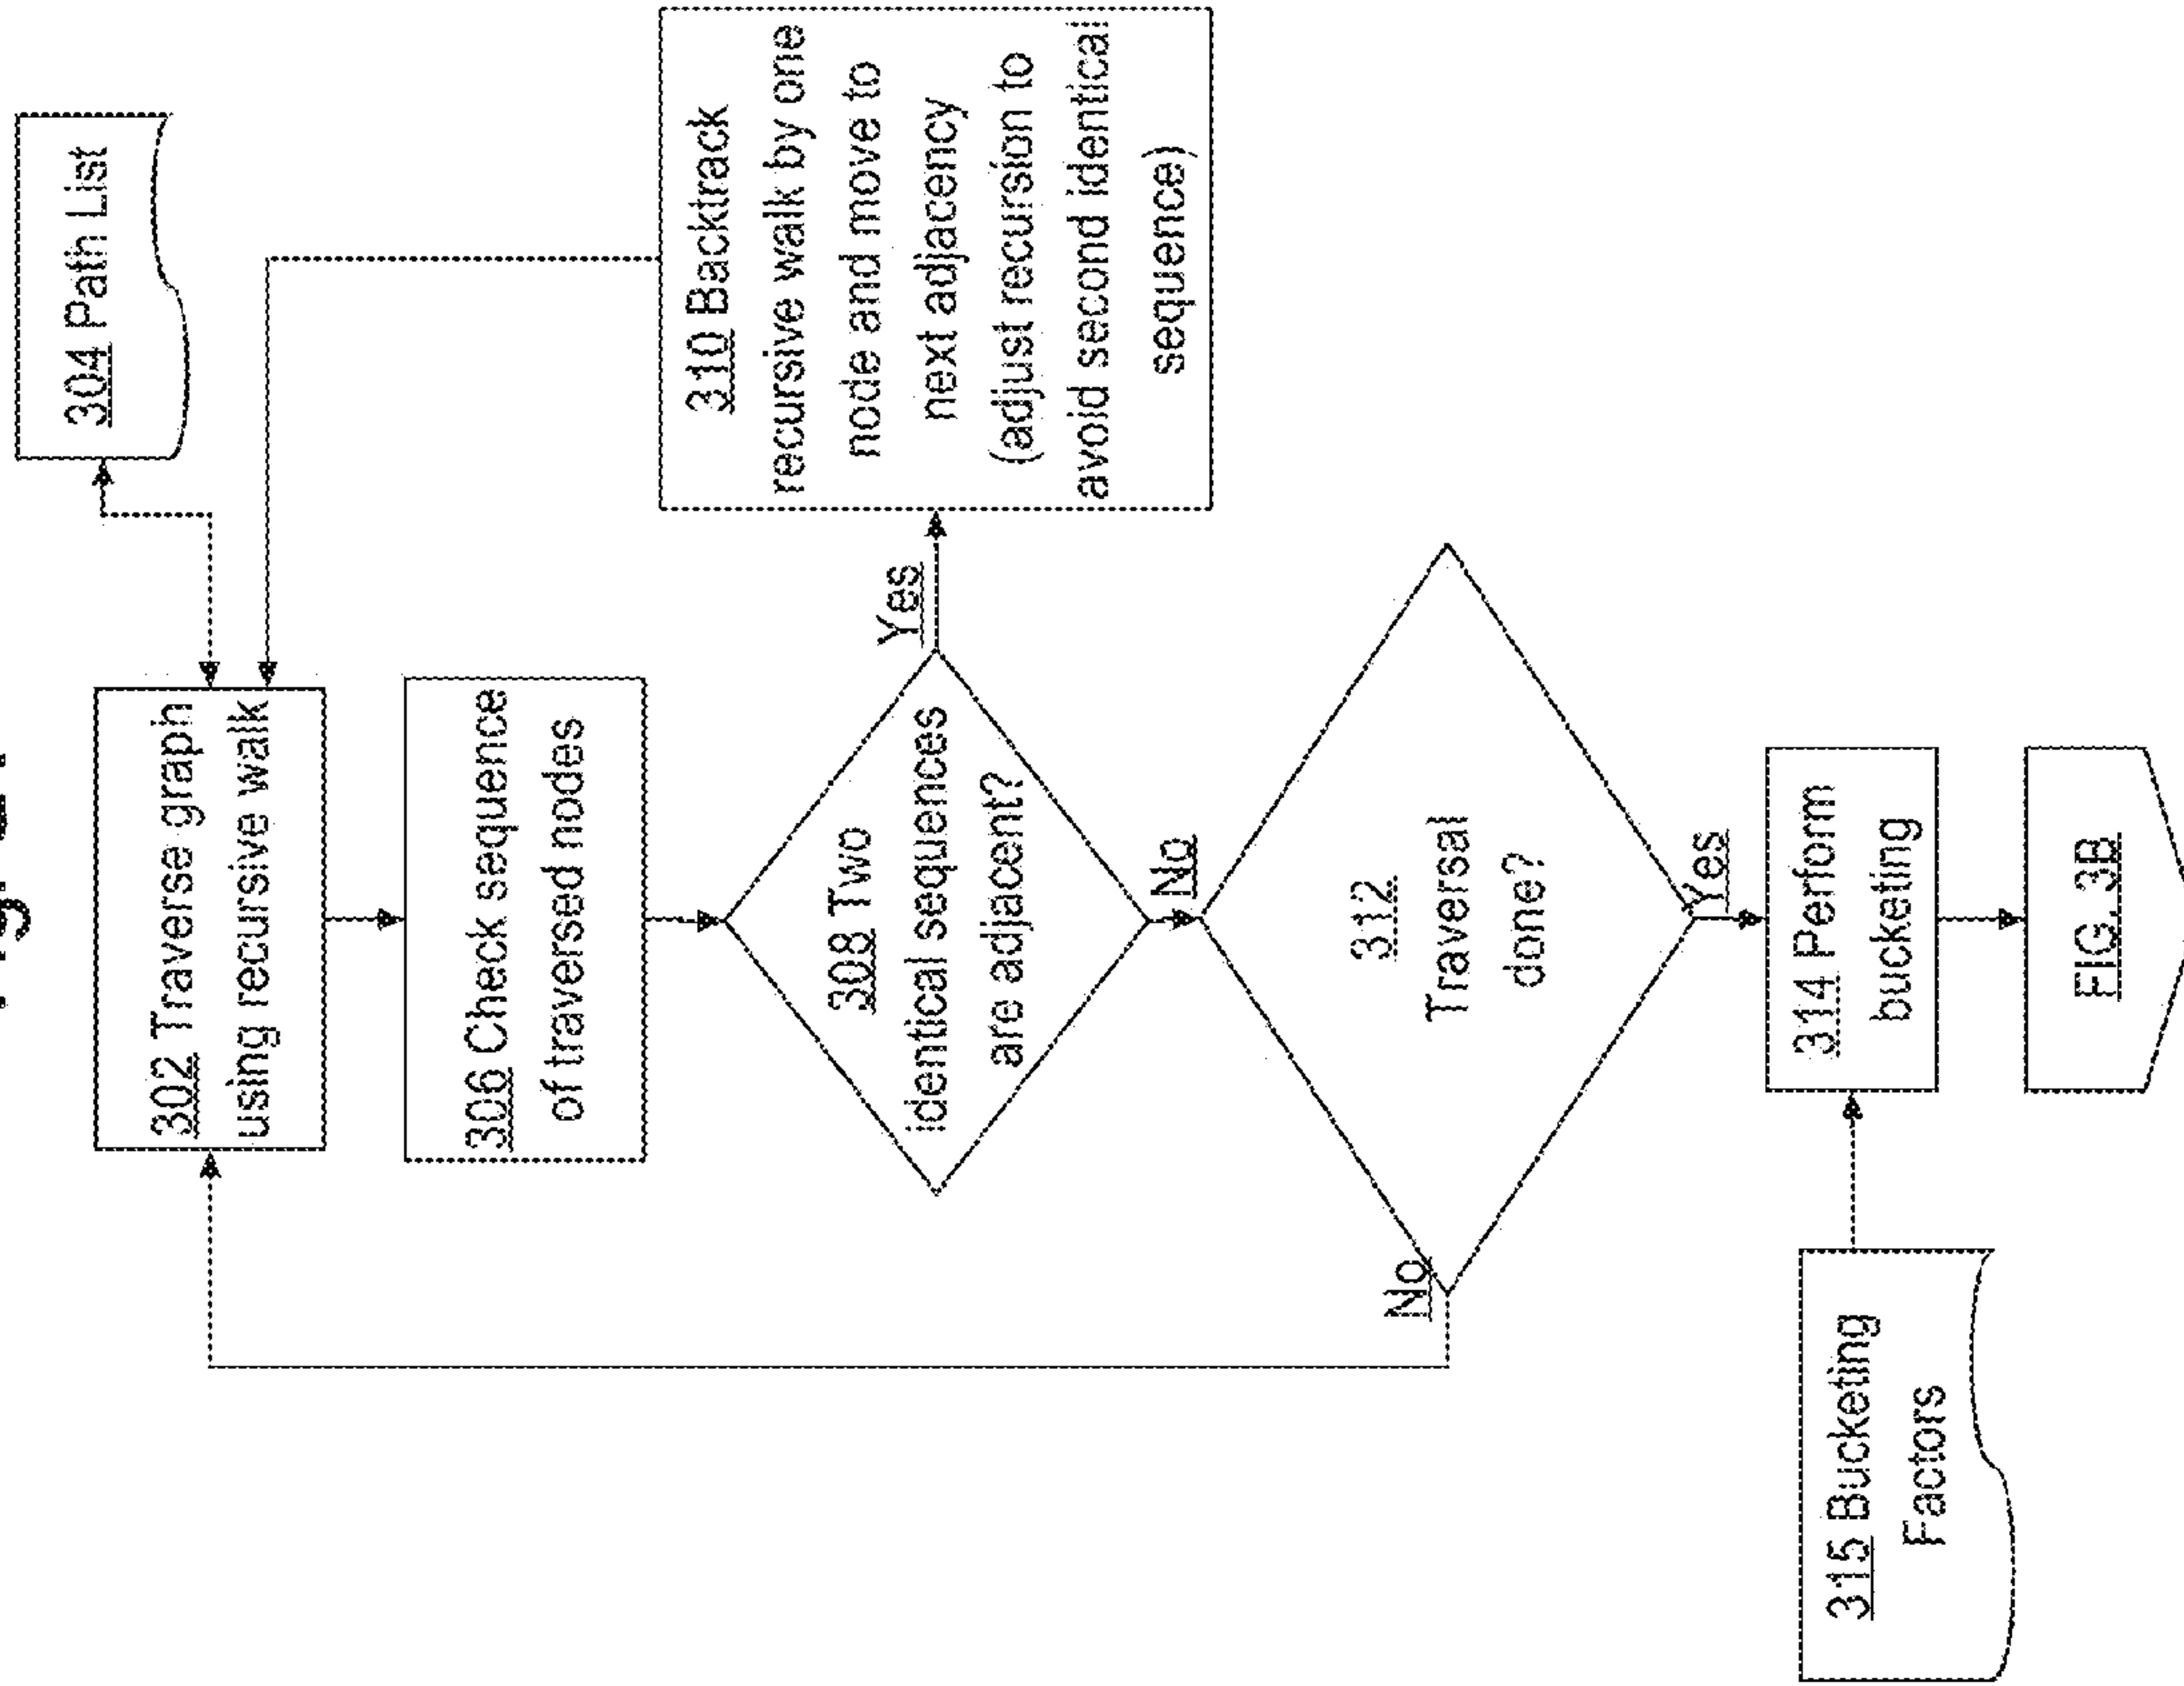 304 Path List
302 Traverse graph
using recursive walk
306 Check sequence
of traversed nodes
308 Two
identical sequences
are adjacent?
Yes
310 Backtrack
recursive walk by one
node and move to
next adjacency
(adjust recursion to
avoid second identical
sequence)
No
312
Traversal
done?
No
Yes
315 Bucketing
Factors
314 Perform
bucketing
FIG. 3B